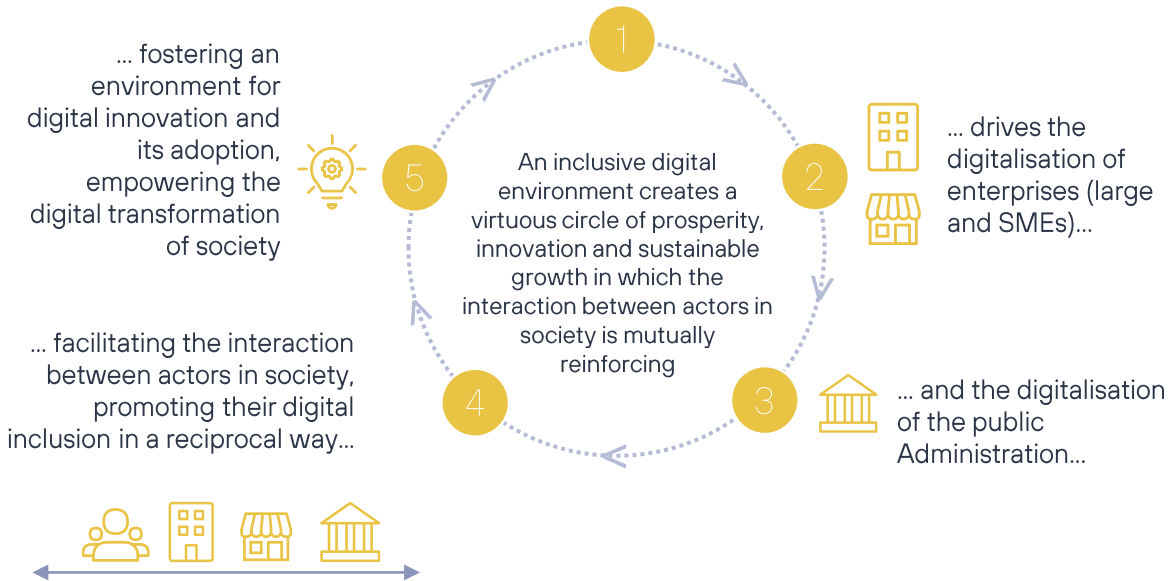 1
2
... drives the
digitalisation of
enterprises (large
and SMEs)...
3
... and the digitalisation
of the public
Administration...
4
... facilitating the interaction
between actors in society,
promoting their digital
inclusion in a reciprocal way...
5
... fostering an
environment for
digital innovation and
its adoption,
empowering the
digital transformation
of society
An inclusive digital
environment creates a
virtuous circle of prosperity,
innovation and sustainable
growth in which the
interaction between actors in
society is mutually
reinforcing